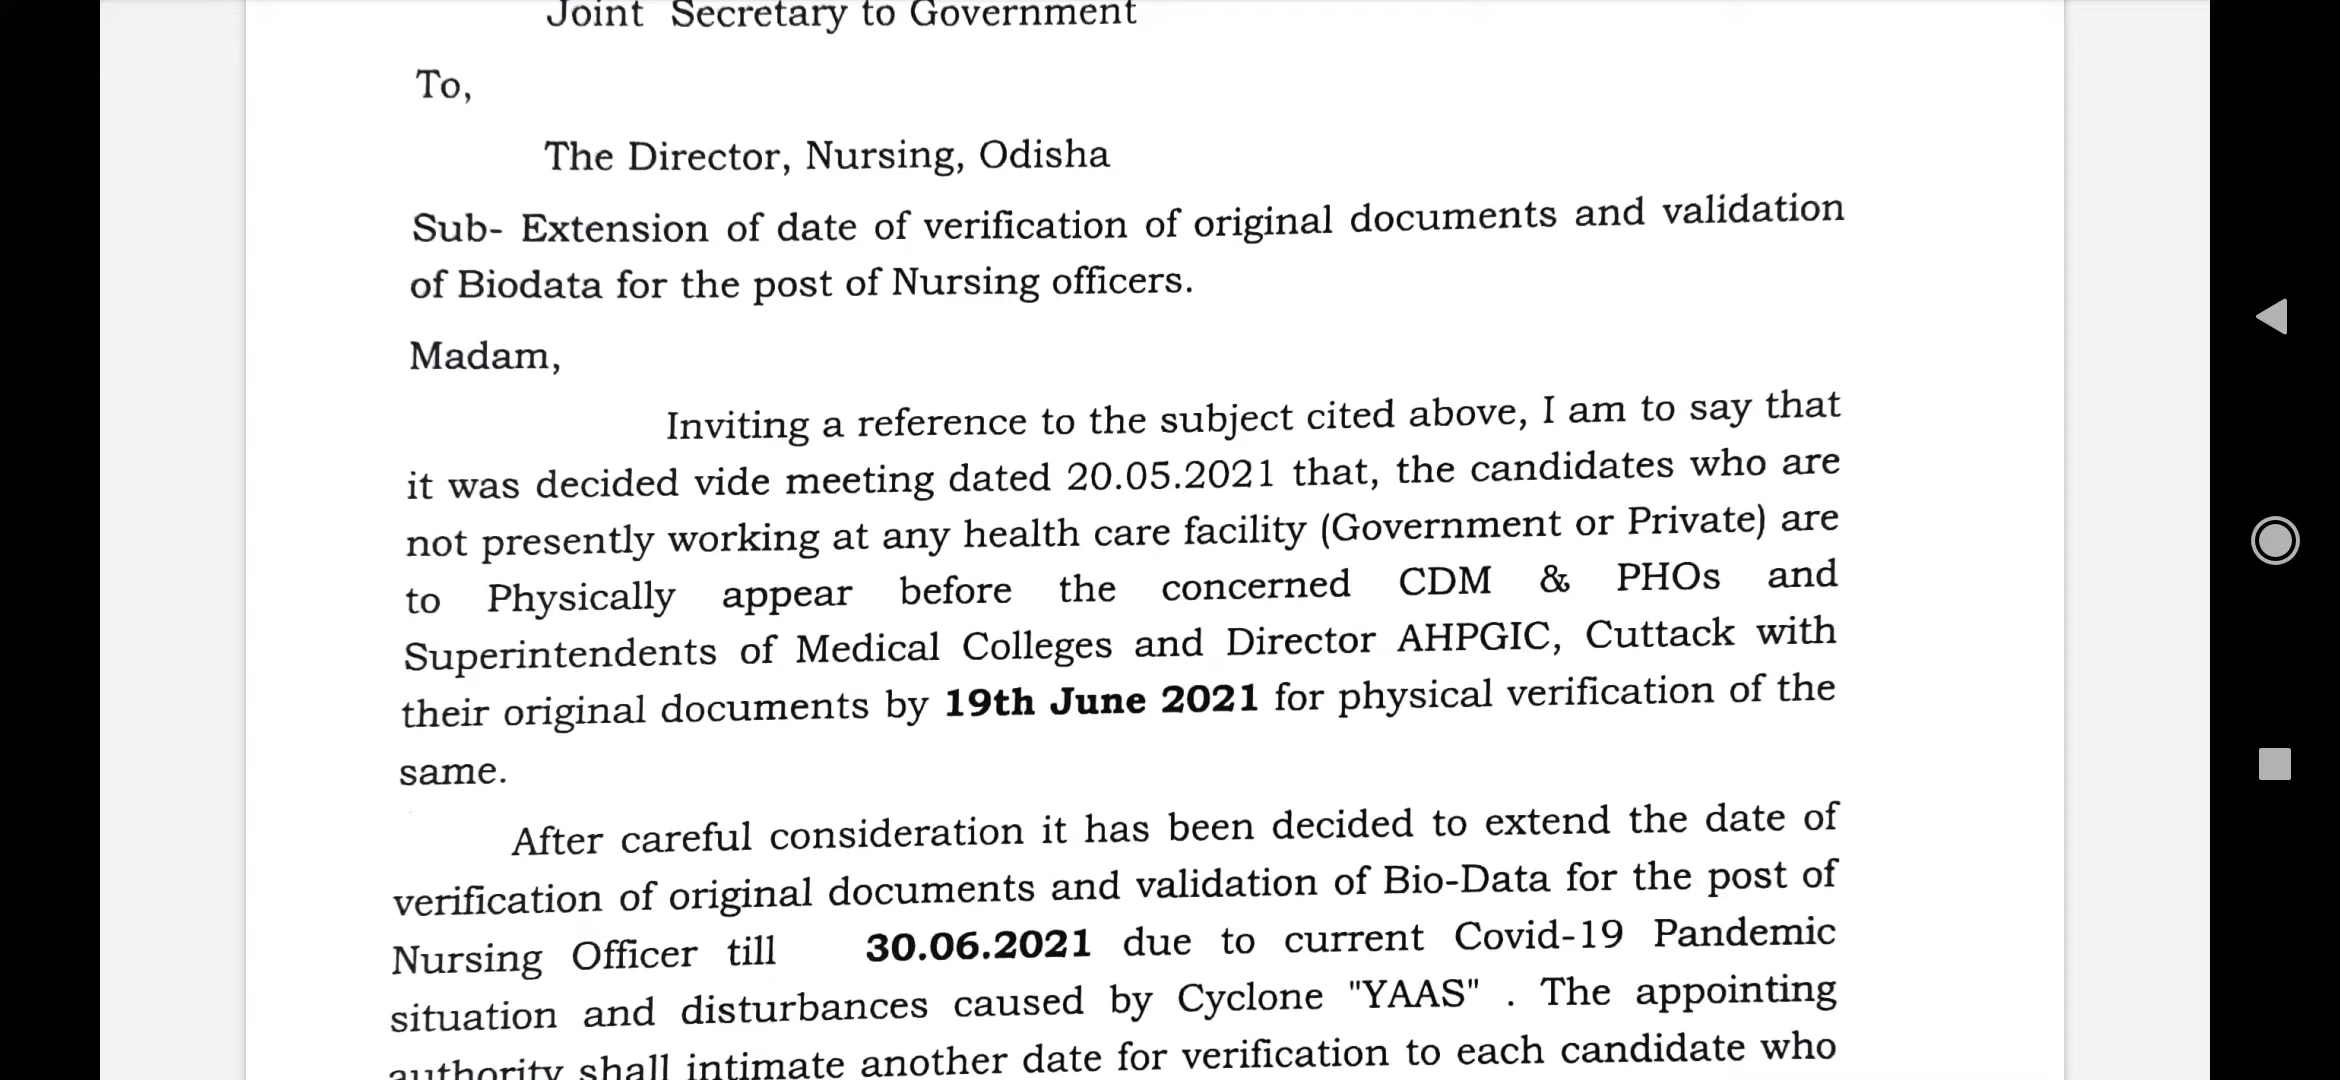 Joint Secretary to Government
To,
The Director, Nursing, Odisha
Sub- Extension of date of verification of original documents and validation
of Biodata for the post of Nursing officers.
Madam,
Inviting a reference to the subject cited above, I am to say that
it was decided vide meeting dated 20.05.2021 that, the candidates who are
not presently working at any health care facility (Government or Private) are
to Physically appear before the concerned CDM & PHOs and
Superintendents of Medical Colleges and Director AHPGIC, Cuttack with
their original documents by 19th June 2021 for physical verification of the
same.
After careful consideration it has been decided to extend the date of
verification of original documents and validation of Bio-Data for the post of
Nursing Officer till 30.06.2021 due to current Covid-19 Pandemic
situation and disturbances caused by Cyclone "YAAS" . The appointing
authority shall intimate another date for verification to each candidate who